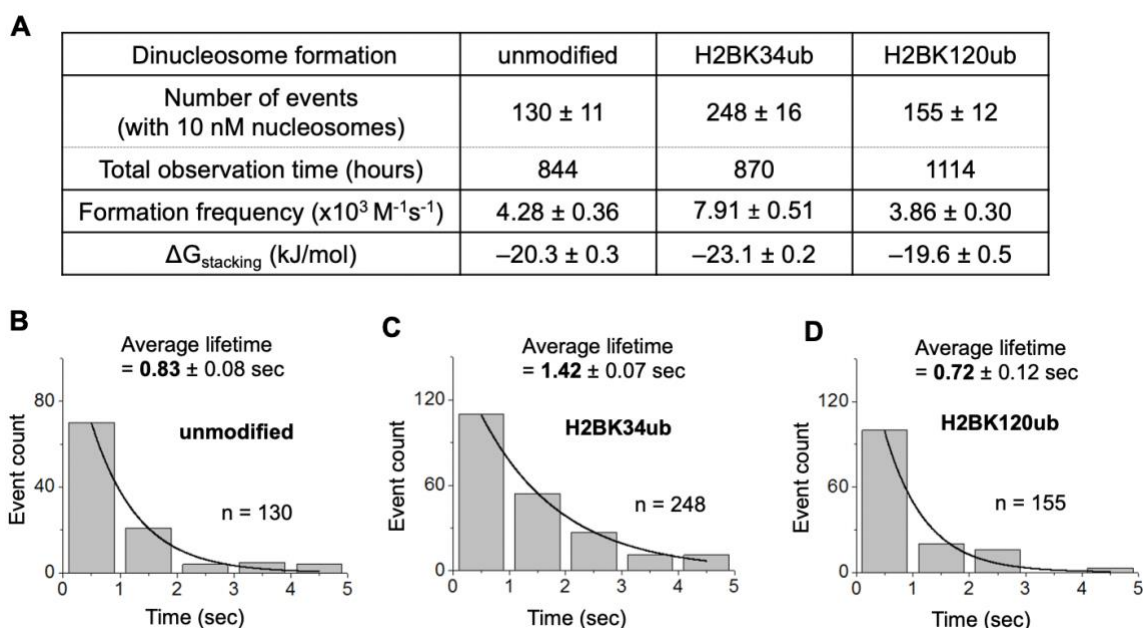 A
Dinucleosome formation unmodified H2BK34ub H2BK120ub
Number of events
(with 10 nM nucleosomes) 130 ± 11 248 ± 16 155 ± 12
Total observation time (hours) 844 870 1114
Formation frequency (x10³ M⁻¹s⁻¹) 4.28 ± 0.36 7.91 ± 0.51 3.86 ± 0.30
ΔGstacking (kJ/mol) –20.3 ± 0.3 –23.1 ± 0.2 –19.6 ± 0.5
B
Average lifetime
= 0.83 ± 0.08 sec
unmodified
n = 130
Event count
80
40
0
0 1 2 3 4 5
Time (sec)
C
Average lifetime
= 1.42 ± 0.07 sec
H2BK34ub
n = 248
Event count
120
60
0
0 1 2 3 4 5
Time (sec)
D
Average lifetime
= 0.72 ± 0.12 sec
H2BK120ub
n = 155
Event count
120
60
0
0 1 2 3 4 5
Time (sec)